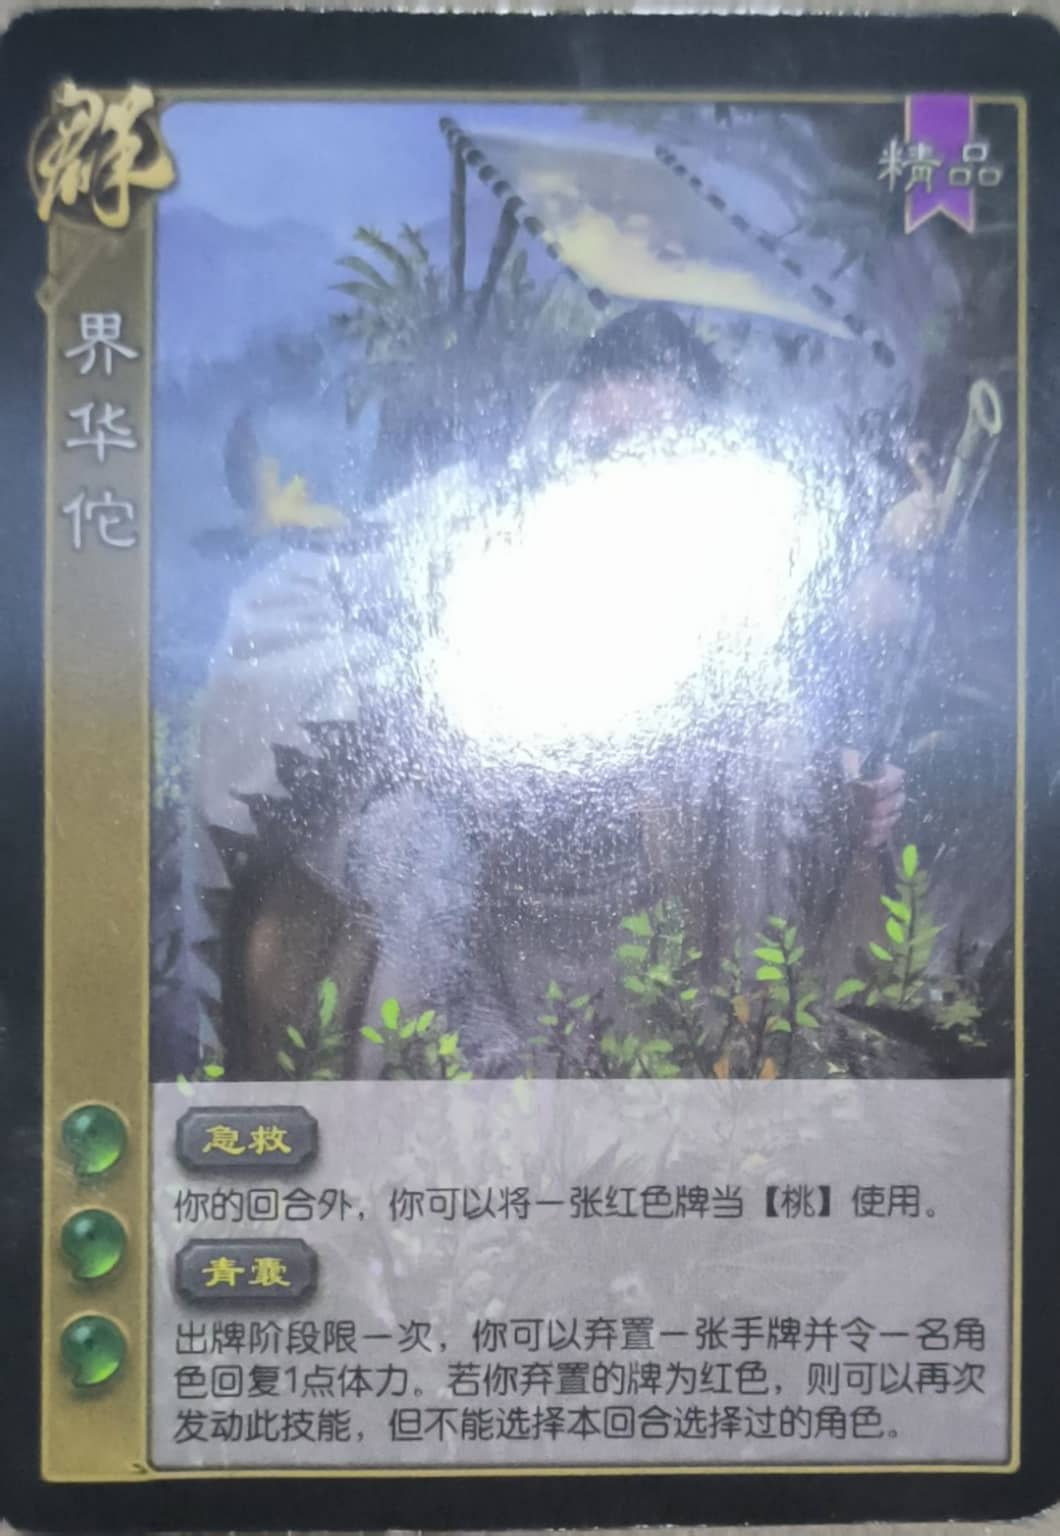 群
精品
界华佗
急救
你的回合外，你可以将一张红色牌当【桃】使用。
青囊
出牌阶段限一次，你可以弃置一张手牌并令一名角
色回复1点体力。若你弃置的牌为红色，则可以再次
发动此技能，但不能选择本回合选择过的角色。